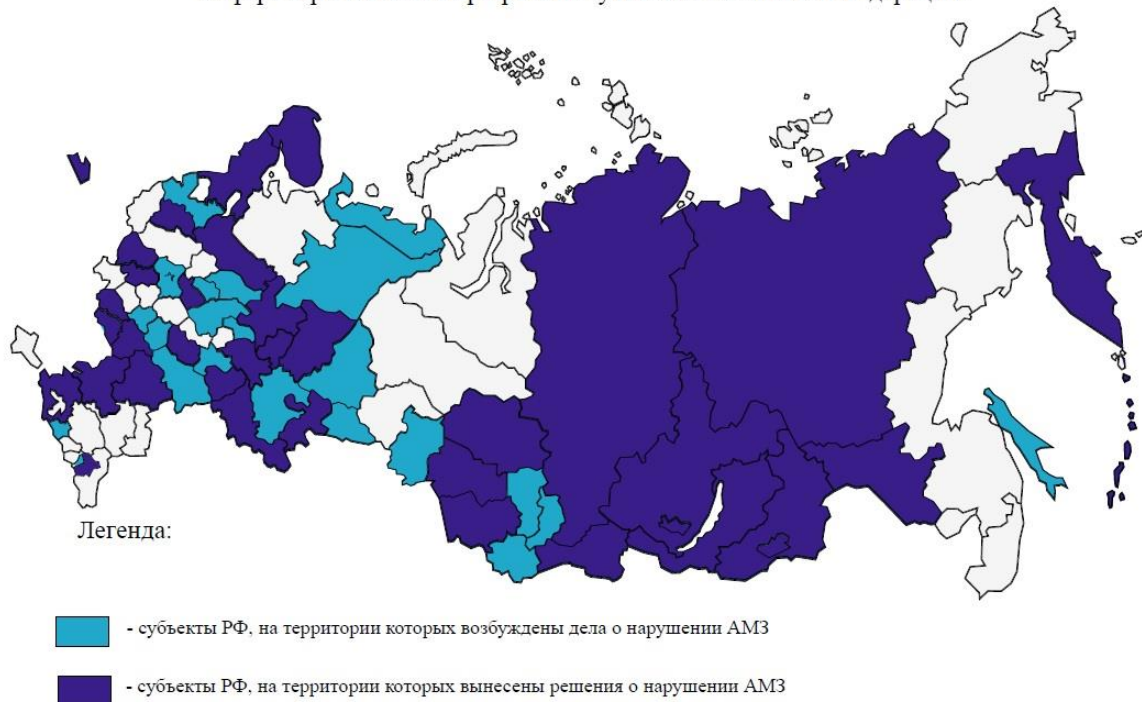 Легенда:
- субъекты РФ, на территории которых возбуждены дела о нарушении АМЗ
- субъекты РФ, на территории которых вынесены решения о нарушении АМЗ